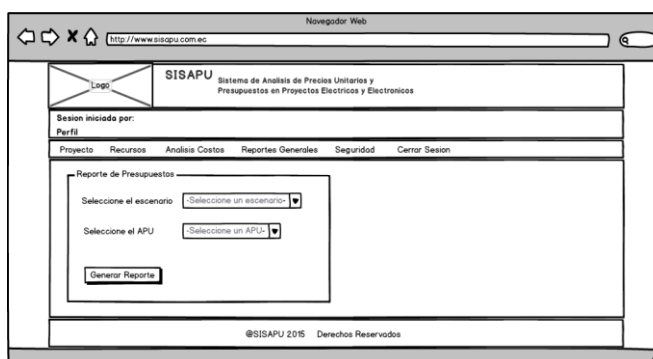 Navegador Web
http://www.sisapu.com.ec
Logo
SISAPU Sistema de Analisis de Precios Unitarios y
Presupuestos en Proyectos Electricos y Electronicos
Sesion iniciada por:
Perfil
Proyecto Recursos Analisis Costos Reportes Generales Seguridad Cerrar Sesion
Reporte de Presupuestos
Seleccione el escenario -Seleccione un escenario-
Seleccione el APU -Seleccione un APU-
Generar Reporte
@SISAPU 2015 Derechos Reservados